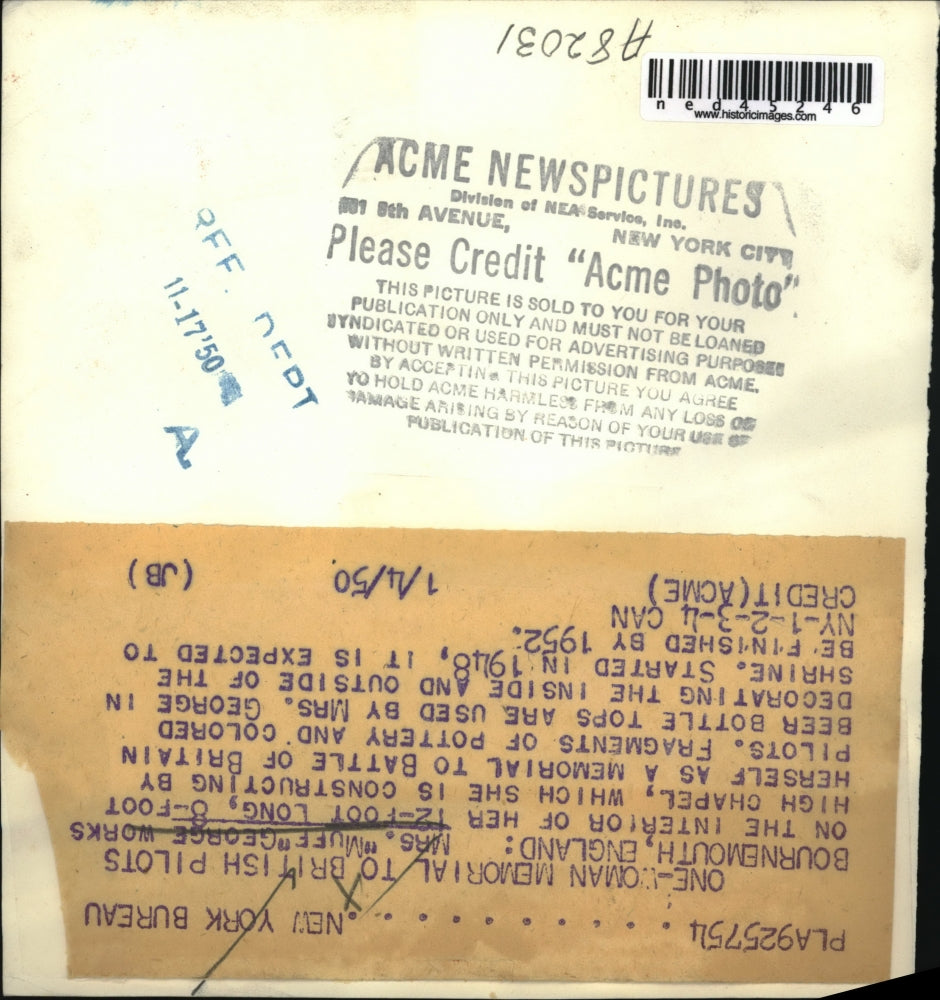 A82031
ned45246
www.historicimages.com
ACME NEWSPICTURES
Division of NEA Service, Inc.
8th AVENUE,
NEW YORK CITY
Please Credit "Acme Photo"
THIS PICTURE IS SOLD TO YOU FOR YOUR
PUBLICATION ONLY AND MUST NOT BE LOANED
SYNDICATED OR USED FOR ADVERTISING PURPOSES
WITHOUT WRITTEN PERMISSION FROM ACME.
BY ACCEPTING THIS PICTURE YOU AGREE
TO HOLD ACME HARMLESS FROM ANY LOSS OR
DAMAGE ARISING BY REASON OF YOUR USE OF
PUBLICATION OF THIS PICTURE
DEPT
11-17'50
A
PLA925754 . . . . . . . . . . NEW YORK BUREAU
ONE-WOMAN MEMORIAL TO BRITISH PILOTS
BOURNEMOUTH, ENGLAND: MRS. "MUFF" GEORGE WORKS
ON THE INTERIOR OF HER 12-FOOT LONG, 8-FOOT
HIGH CHAPEL, WHICH SHE IS CONSTRUCTING BY
HERSELF AS A MEMORIAL TO BATTLE OF BRITAIN
PILOTS. FRAGMENTS OF POTTERY AND COLORED
BEER BOTTLE TOPS ARE USED BY MRS. GEORGE IN
DECORATING THE INSIDE AND OUTSIDE OF THE
SHRINE. STARTED IN 1948, IT IS EXPECTED TO
BE FINISHED BY 1952.
NY-1-2-3-4 CAN
CREDIT(ACME) 1/4/50 (JB)